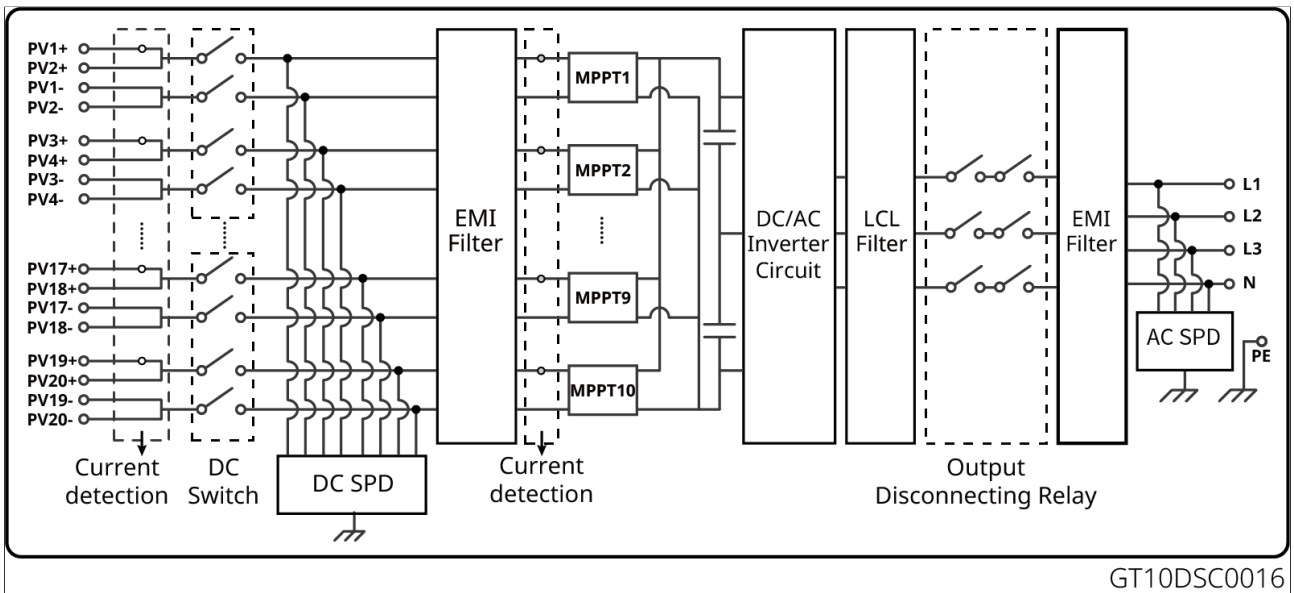 PV1+
PV2+
PV1-
PV2-
PV3+
PV4+
PV3-
PV4-
PV17+
PV18+
PV17-
PV18-
PV19+
PV20+
PV19-
PV20-
Current
detection
DC
Switch
DC SPD
EMI
Filter
Current
detection
MPPT1
MPPT2
MPPT9
MPPT10
DC/AC
Inverter
Circuit
LCL
Filter
Output
Disconnecting Relay
EMI
Filter
L1
L2
L3
N
AC SPD
PE
GT10DSC0016